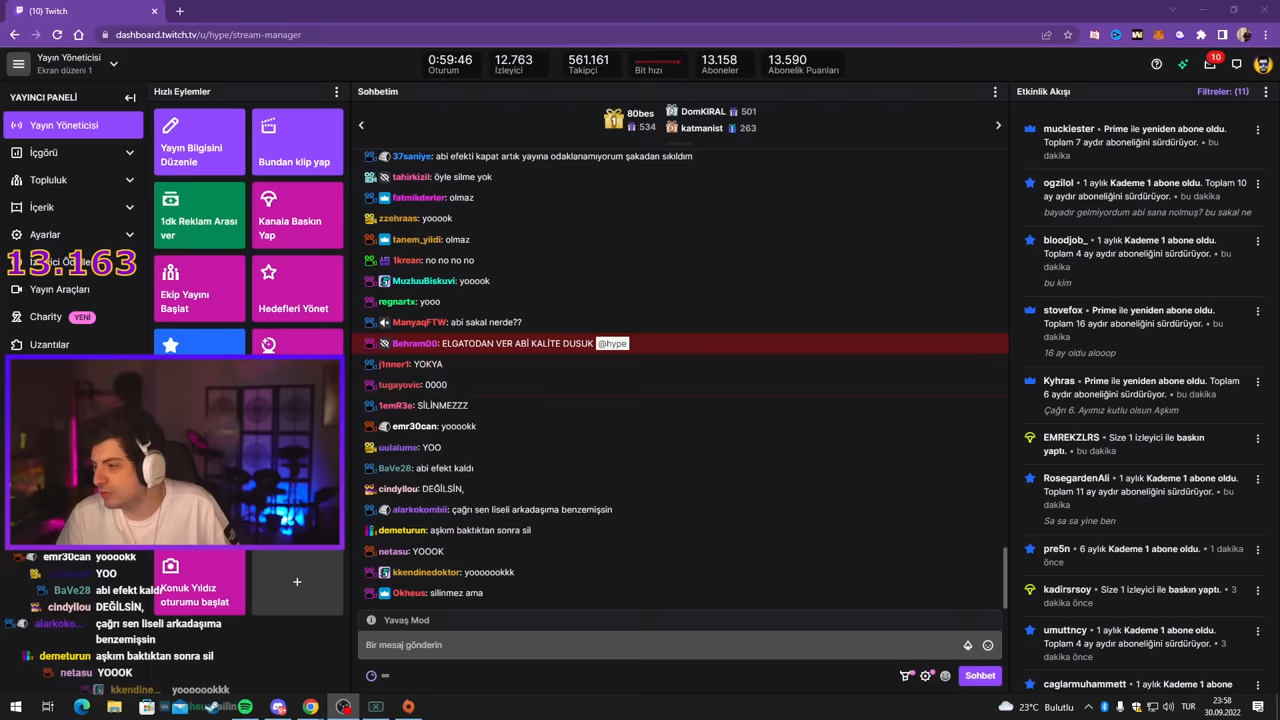 (10) Twitch
dashboard.twitch.tv/u/hype/stream-manager
Yayın Yöneticisi
Ekran düzeni 1
0:59:46
Oturum
12.763
İzleyici
561.161
Takipçi
Bit hızı
13.158
Aboneler
13.590
Abonelik Puanları
10
YAYINCI PANELİ
Yayın Yöneticisi
İçgörü
Topluluk
İçerik
Ayarlar
13.163
Yayın Araçları
Charity YENİ
Uzantılar
Hızlı Eylemler
Yayın Bilgisini
Düzenle
Bundan klip yap
1dk Reklam Arası
ver
Kanala Baskın
Yap
Ekip Yayını
Başlat
Hedefleri Yönet
Konuk Yıldız
oturumu başlat
emr30can yooookk
YOO
BaVe28 abi efekt kaldı
cindyllou DEĞİLSİN,
alarkoko... çağrı sen liseli arkadaşıma
benzemişsin
demeturun aşkım baktıktan sonra sil
netasu YOOOK
kkendine... yooooookkk
Sohbetim
1
80bes
534
DomKIRAL 501
katmanist 263
37saniye: abi efekti kapat artık yayına odaklanamıyorum şakadan sıkıldım
tahirkizil: öyle silme yok
fatmikderler: olmaz
zzehraas: yooook
tanem_yildi: olmaz
1krean: no no no no
MuzluuBiskuvi: yooook
regnartx: yooo
ManyaqFTW: abi sakal nerde??
Behram00: ELGATODAN VER ABİ KALİTE DUSUK @hype
j1nner1: YOKYA
tugayovic: 0000
1emR3e: SİLİNMEZZZ
emr30can: yooookk
uulalume: YOO
BaVe28: abi efekt kaldı
cindyllou: DEĞİLSİN,
alarkokombii: çağrı sen liseli arkadaşıma benzemişsin
demeturun: aşkım baktıktan sonra sil
netasu: YOOOK
kkendinedoktor: yooooookkk
Okheus: silinmez ama
Yavaş Mod
Bir mesaj gönderin
Sohbet
Etkinlik Akışı
Filtreler: (11)
muckiester • Prime ile yeniden abone oldu.
Toplam 7 ay aydır aboneliğini sürdürüyor. • bu
dakika
ogzilol • 1 aylık Kademe 1 abone oldu. Toplam 10
ay aydır aboneliğini sürdürüyor. • bu dakika
bayadır gelmiyordum abi sana nolmuş? bu sakal ne
bloodjob_ • 1 aylık Kademe 1 abone oldu.
Toplam 4 ay aydır aboneliğini sürdürüyor. • bu
dakika
bu kim
stovefox • 1 aylık Kademe 1 abone oldu.
Toplam 16 ay aydır aboneliğini sürdürüyor. • bu
dakika
16 ay oldu alooop
Kyhras • Prime ile yeniden abone oldu. Toplam
6 ay aydır aboneliğini sürdürüyor. • bu dakika
Çağrı 6. Ayımız kutlu olsun Aşkım
EMREKZLRS • Size 1 izleyici ile baskın
yaptı. • bu dakika
RosegardenAli • 1 aylık Kademe 1 abone oldu.
Toplam 11 ay aydır aboneliğini sürdürüyor. • bu
dakika
Sa sa sa yine ben
pre5n • 6 aylık Kademe 1 abone oldu. • 1 dakika
önce
kadirsrsoy • Size 1 izleyici ile baskın yaptı. • 3
dakika önce
umuttncy • 1 aylık Kademe 1 abone oldu.
Toplam 4 ay aydır aboneliğini sürdürüyor. • 3
dakika önce
caglarmuhammett • 1 aylık Kademe 1 abone
23°C Bulutlu
TUR
23:58
30.09.2022